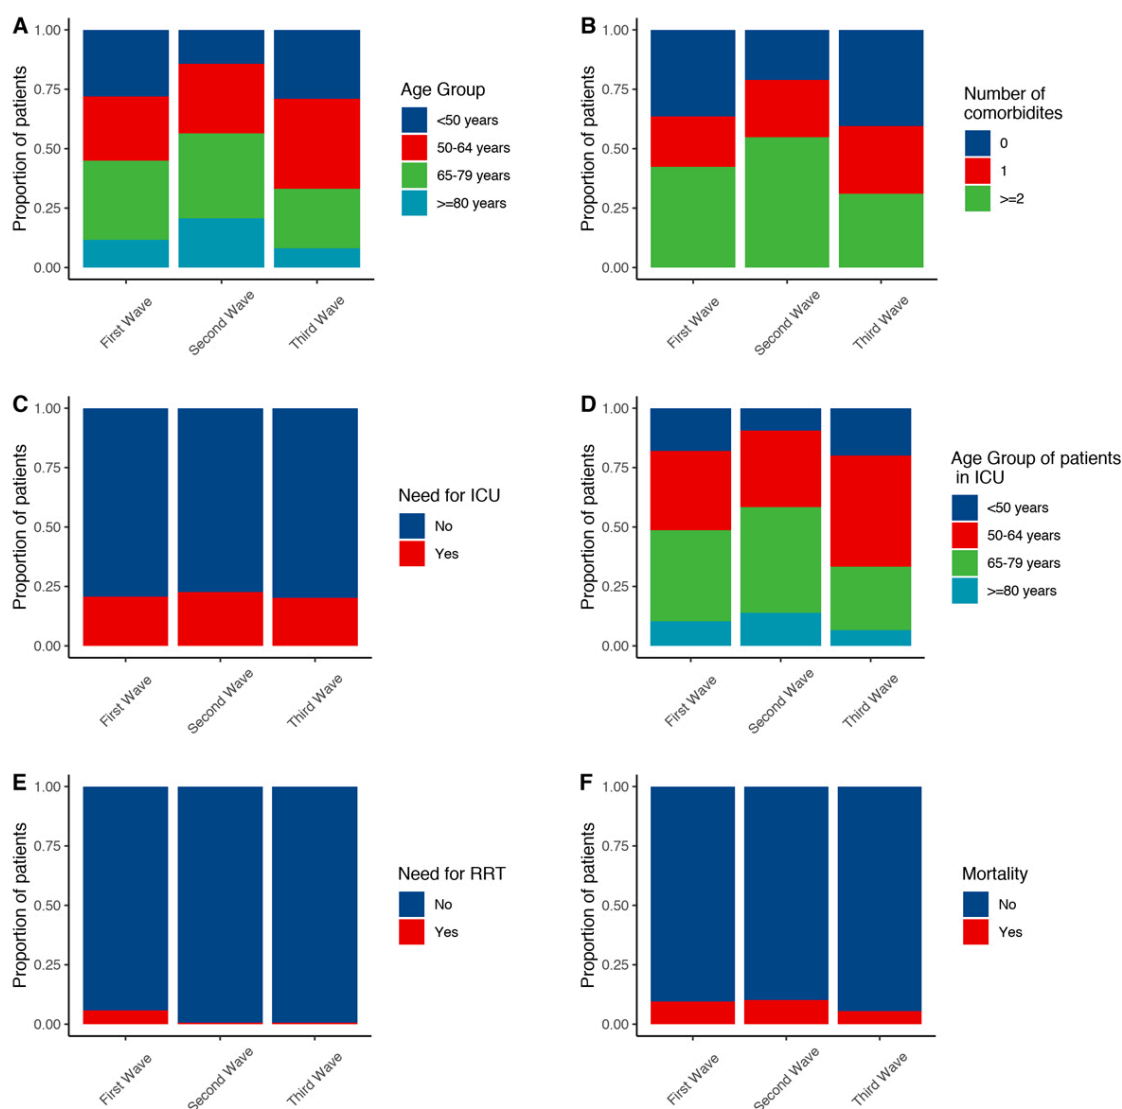 A
Proportion of patients
1.00
0.75
0.50
0.25
0.00
First Wave
Second Wave
Third Wave
Age Group
<50 years
50-64 years
65-79 years
>=80 years
B
Proportion of patients
1.00
0.75
0.50
0.25
0.00
First Wave
Second Wave
Third Wave
Number of
comorbidites
0
1
>=2
C
Proportion of patients
1.00
0.75
0.50
0.25
0.00
First Wave
Second Wave
Third Wave
Need for ICU
No
Yes
D
Proportion of patients
1.00
0.75
0.50
0.25
0.00
First Wave
Second Wave
Third Wave
Age Group of patients
in ICU
<50 years
50-64 years
65-79 years
>=80 years
E
Proportion of patients
1.00
0.75
0.50
0.25
0.00
First Wave
Second Wave
Third Wave
Need for RRT
No
Yes
F
Proportion of patients
1.00
0.75
0.50
0.25
0.00
First Wave
Second Wave
Third Wave
Mortality
No
Yes